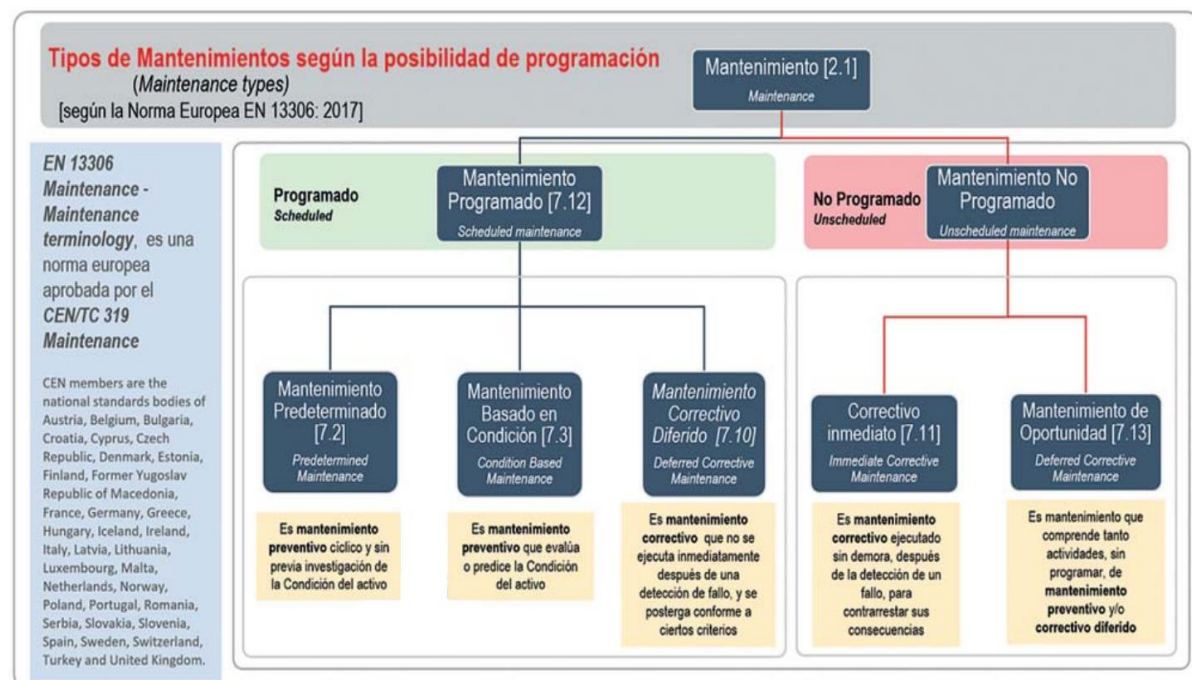 Tipos de Mantenimientos según la posibilidad de programación
(Maintenance types)
[según la Norma Europea EN 13306: 2017]
Mantenimiento [2.1]
Maintenance
EN 13306
Maintenance -
Maintenance
terminology, es una
norma europea
aprobada por el
CEN/TC 319
Maintenance
CEN members are the
national standards bodies of
Austria, Belgium, Bulgaria,
Croatia, Cyprus, Czech
Republic, Denmark, Estonia,
Finland, Former Yugoslav
Republic of Macedonia,
France, Germany, Greece,
Hungary, Iceland, Ireland,
Italy, Latvia, Lithuania,
Luxembourg, Malta,
Netherlands, Norway,
Poland, Portugal, Romania,
Serbia, Slovakia, Slovenia,
Spain, Sweden, Switzerland,
Turkey and United Kingdom.
Programado
Scheduled
Mantenimiento
Programado [7.12]
Scheduled maintenance
No Programado
Unscheduled
Mantenimiento No
Programado
Unscheduled maintenance
Mantenimiento
Predeterminado
[7.2]
Predetermined
Maintenance
Es mantenimiento
preventivo cíclico y sin
previa investigación de
la Condición del activo
Mantenimiento
Basado en
Condición [7.3]
Condition Based
Maintenance
Es mantenimiento
preventivo que evalúa
o predice la Condición
del activo
Mantenimiento
Correctivo
Diferido [7.10]
Deferred Corrective
Maintenance
Es mantenimiento
correctivo que no se
ejecuta inmediatamente
después de una
detección de fallo, y se
posterga conforme a
ciertos criterios
Correctivo
inmediato [7.11]
Immediate Corrective
Maintenance
Es mantenimiento
correctivo ejecutado
sin demora, después
de la detección de un
fallo, para
contrarrestar sus
consecuencias
Mantenimiento de
Oportunidad [7.13]
Deferred Corrective
Maintenance
Es mantenimiento que
comprende tanto
actividades, sin
programar, de
mantenimiento
preventivo y/o
correctivo diferido